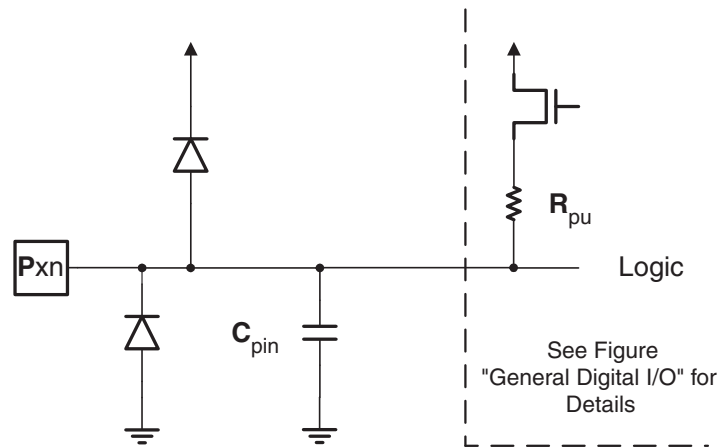 Rpu
Pxn
Logic
Cpin
See Figure
"General Digital I/O" for
Details